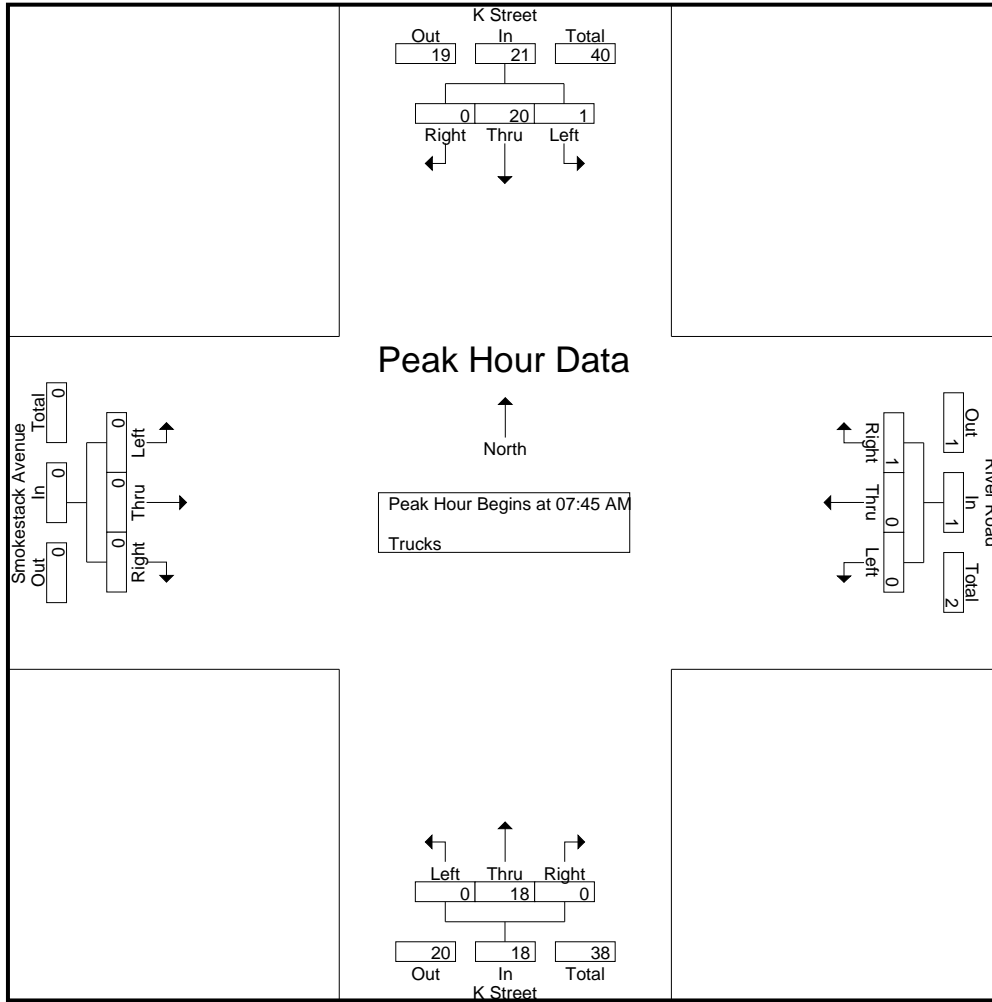 K Street
Out In Total
19 21 40
0 20 1
Right Thru Left
Peak Hour Data
North
Peak Hour Begins at 07:45 AM
Trucks
Smokestack Avenue
Out In Total
0 0 0
0 0 0
Right Thru Left
River Road
Out In Total
1 1 2
1 0 0
Right Thru Left
Left Thru Right
0 18 0
20 18 38
Out In Total
K Street